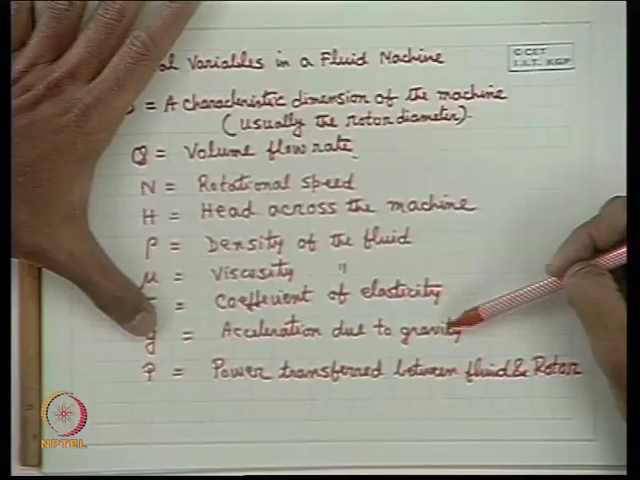 Variables in a Fluid Machine
C CET
I.I.T. KGP
= A characteristic dimension of the machine
(usually the rotor diameter).
Q = Volume flow rate
N = Rotational speed
H = Head across the machine
ρ = Density of the fluid
μ = Viscosity "
= Coefficient of elasticity
g = Acceleration due to gravity
P = Power transferred between fluid & Rotor
NPTEL